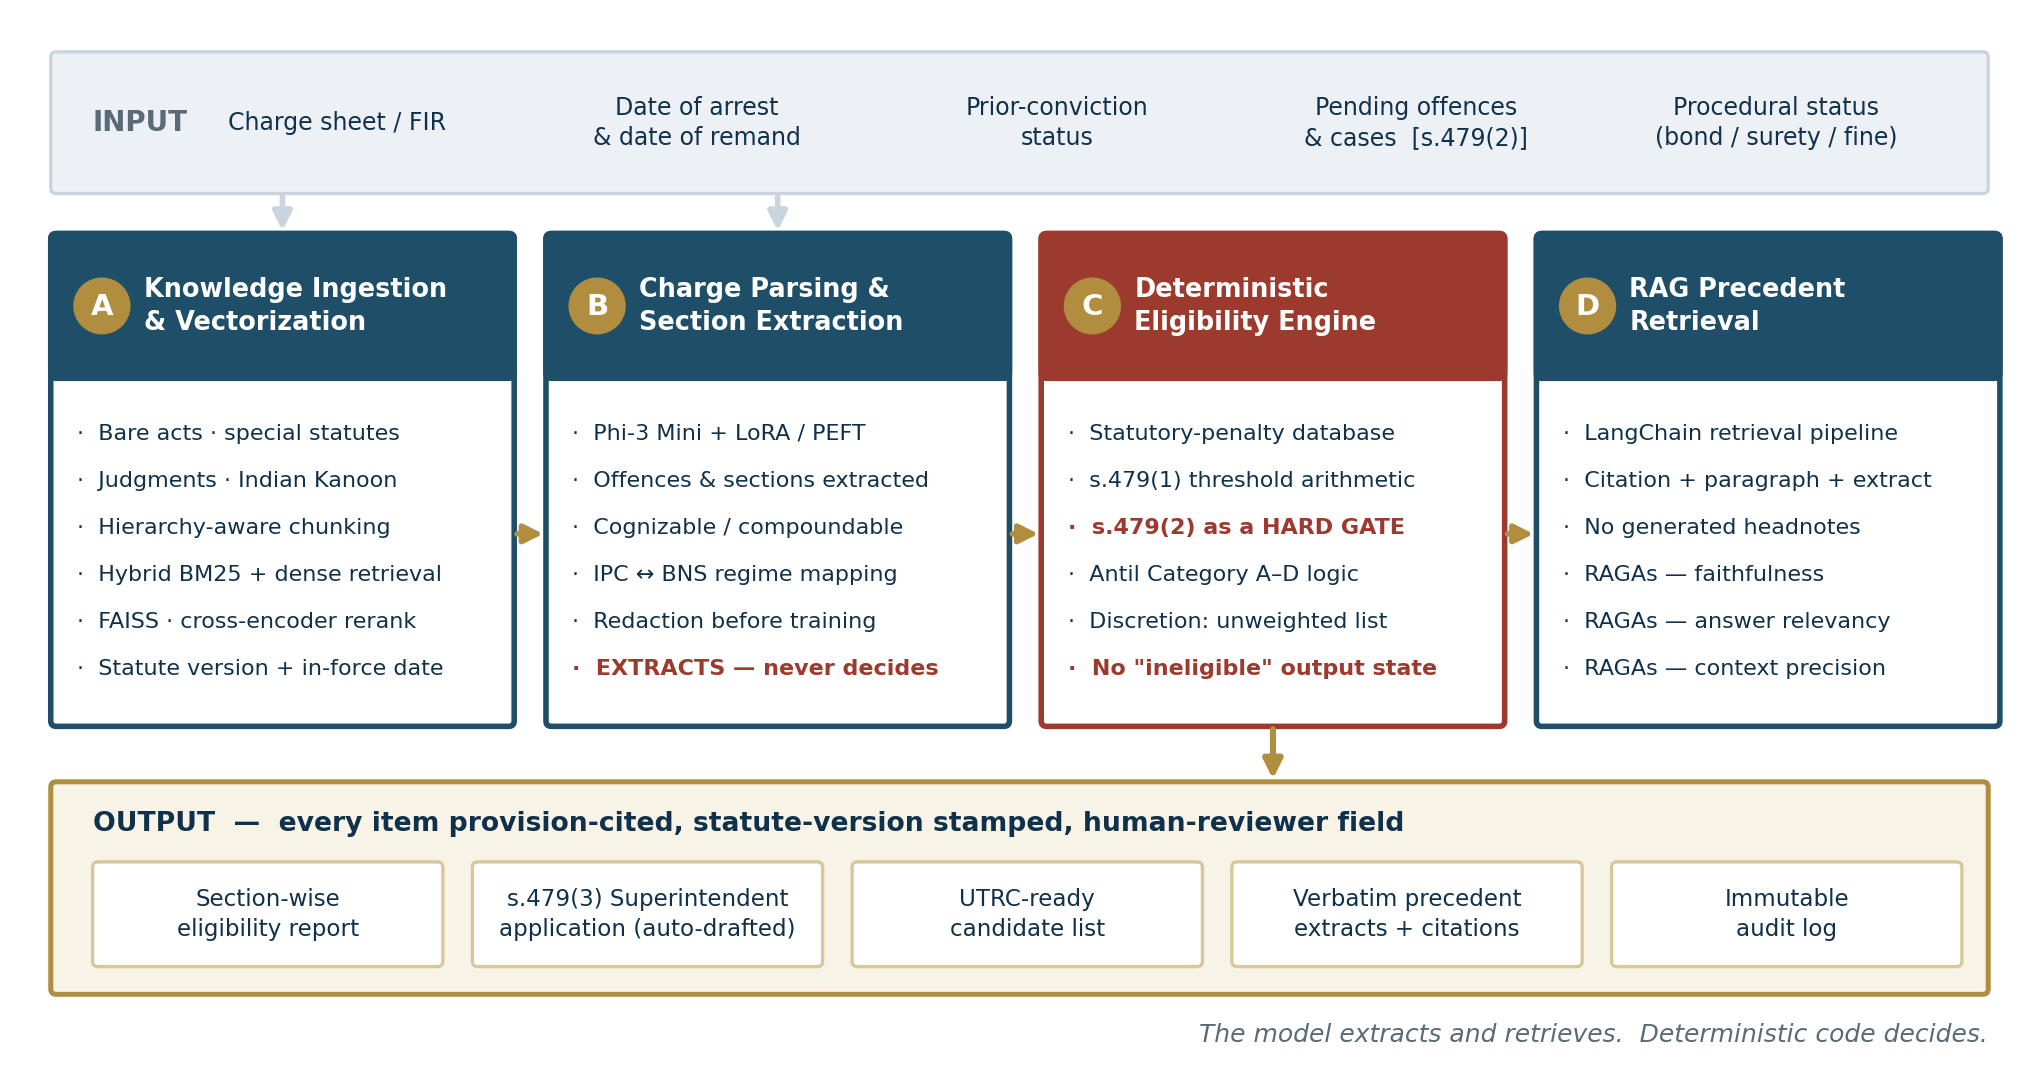 INPUT
Charge sheet / FIR
Date of arrest
& date of remand
Prior-conviction
status
Pending offences
& cases [s.479(2)]
Procedural status
(bond / surety / fine)
A
Knowledge Ingestion
& Vectorization
· Bare acts · special statutes
· Judgments · Indian Kanoon
· Hierarchy-aware chunking
· Hybrid BM25 + dense retrieval
· FAISS · cross-encoder rerank
· Statute version + in-force date
B
Charge Parsing &
Section Extraction
· Phi-3 Mini + LoRA / PEFT
· Offences & sections extracted
· Cognizable / compoundable
· IPC ↔ BNS regime mapping
· Redaction before training
· EXTRACTS — never decides
C
Deterministic
Eligibility Engine
· Statutory-penalty database
· s.479(1) threshold arithmetic
· s.479(2) as a HARD GATE
· Antil Category A–D logic
· Discretion: unweighted list
· No "ineligible" output state
D
RAG Precedent
Retrieval
· LangChain retrieval pipeline
· Citation + paragraph + extract
· No generated headnotes
· RAGAs — faithfulness
· RAGAs — answer relevancy
· RAGAs — context precision
OUTPUT — every item provision-cited, statute-version stamped, human-reviewer field
Section-wise
eligibility report
s.479(3) Superintendent
application (auto-drafted)
UTRC-ready
candidate list
Verbatim precedent
extracts + citations
Immutable
audit log
The model extracts and retrieves. Deterministic code decides.